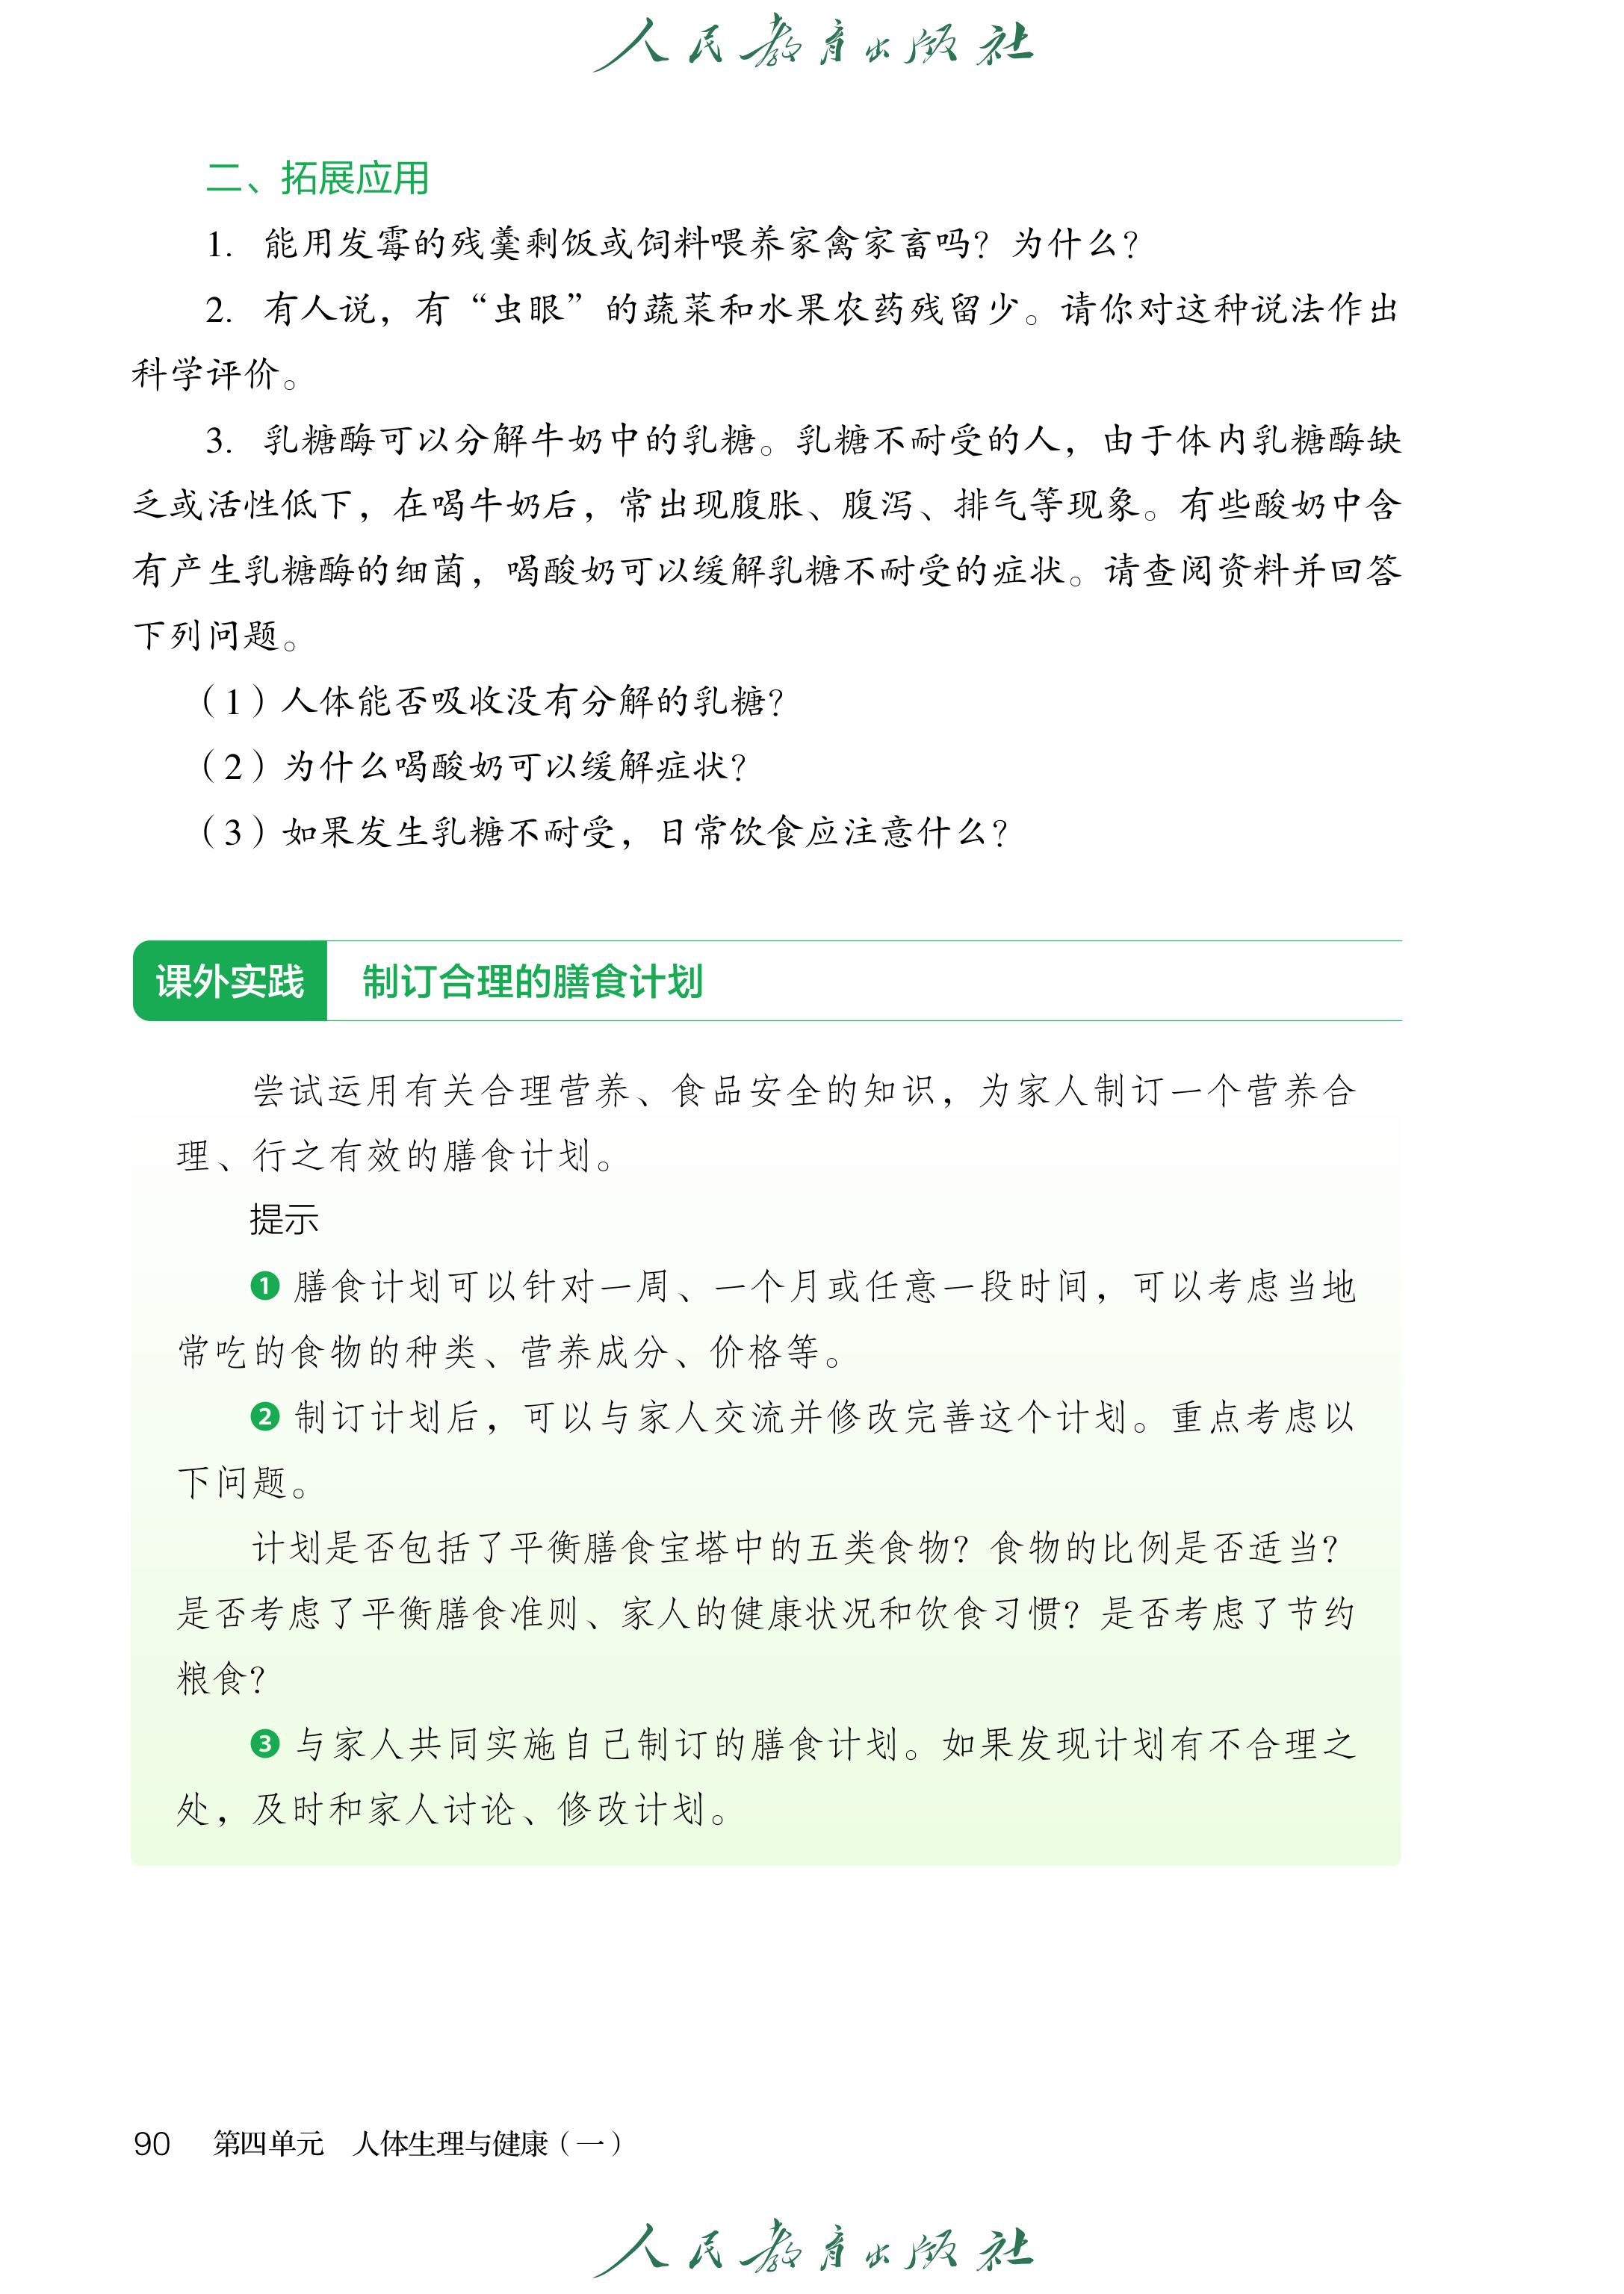 人民教育出版社
二、拓展应用
1. 能用发霉的残羹剩饭或饲料喂养家禽家畜吗？为什么？
2. 有人说，有“虫眼”的蔬菜和水果农药残留少。请你对这种说法作出
科学评价。
3. 乳糖酶可以分解牛奶中的乳糖。乳糖不耐受的人，由于体内乳糖酶缺
乏或活性低下，在喝牛奶后，常出现腹胀、腹泻、排气等现象。有些酸奶中含
有产生乳糖酶的细菌，喝酸奶可以缓解乳糖不耐受的症状。请查阅资料并回答
下列问题。
（1）人体能否吸收没有分解的乳糖？
（2）为什么喝酸奶可以缓解症状？
（3）如果发生乳糖不耐受，日常饮食应注意什么？
课外实践 制订合理的膳食计划
尝试运用有关合理营养、食品安全的知识，为家人制订一个营养合
理、行之有效的膳食计划。
提示
❶ 膳食计划可以针对一周、一个月或任意一段时间，可以考虑当地
常吃的食物的种类、营养成分、价格等。
❷ 制订计划后，可以与家人交流并修改完善这个计划。重点考虑以
下问题。
计划是否包括了平衡膳食宝塔中的五类食物？食物的比例是否适当？
是否考虑了平衡膳食准则、家人的健康状况和饮食习惯？是否考虑了节约
粮食？
❸ 与家人共同实施自己制订的膳食计划。如果发现计划有不合理之
处，及时和家人讨论、修改计划。
90 第四单元 人体生理与健康（一）
人民教育出版社